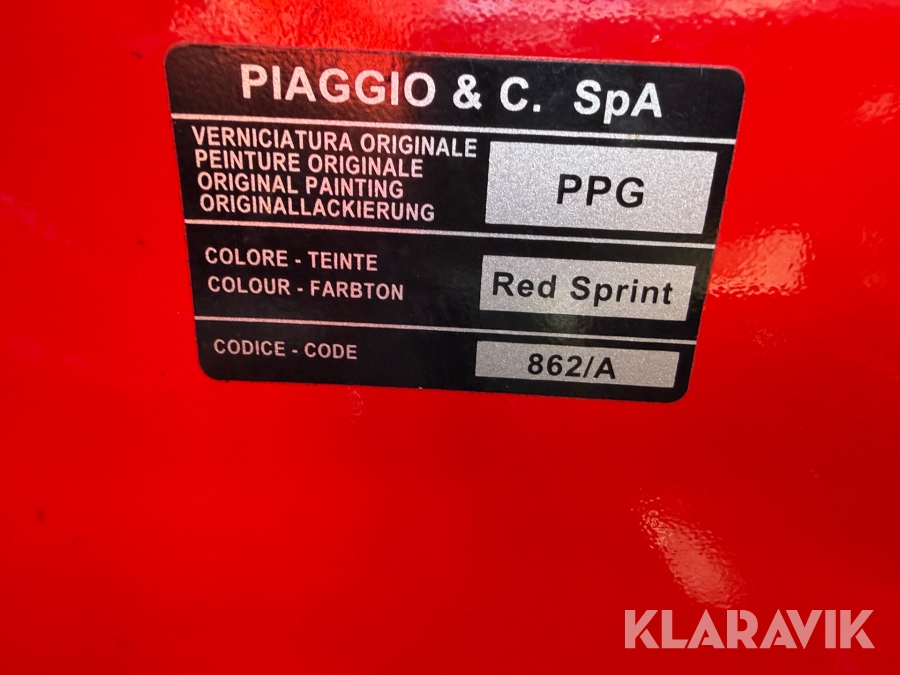 PIAGGIO & C. SpA
VERNICIATURA ORIGINALE
PEINTURE ORIGINALE
ORIGINAL PAINTING
ORIGINALLACKIERUNG
PPG
COLORE - TEINTE
COLOUR - FARBTON
Red Sprint
CODICE - CODE
862/A
KLARAVIK